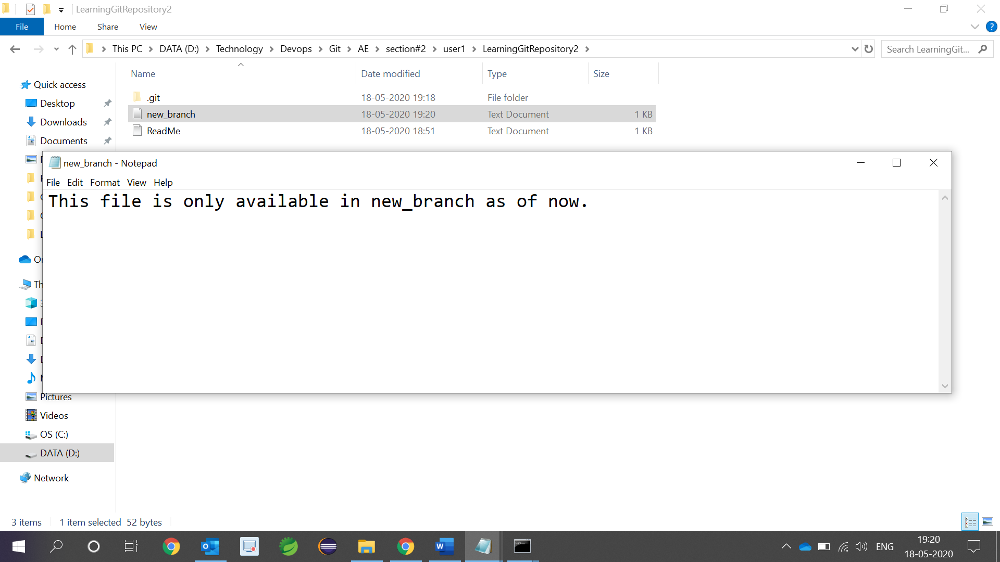 LearningGitRepository2
File Home Share View
This PC DATA (D:) Technology Devops Git AE section#2 user1 LearningGitRepository2
Search LearningGit...
Name Date modified Type Size
.git 18-05-2020 19:18 File folder
new_branch 18-05-2020 19:20 Text Document 1 KB
ReadMe 18-05-2020 18:51 Text Document 1 KB
Quick access
Desktop
Downloads
Documents
new_branch - Notepad
File Edit Format View Help
This file is only available in new_branch as of now.
Pictures
Videos
OS (C:)
DATA (D:)
Network
3 items 1 item selected 52 bytes
ENG
19:20
18-05-2020